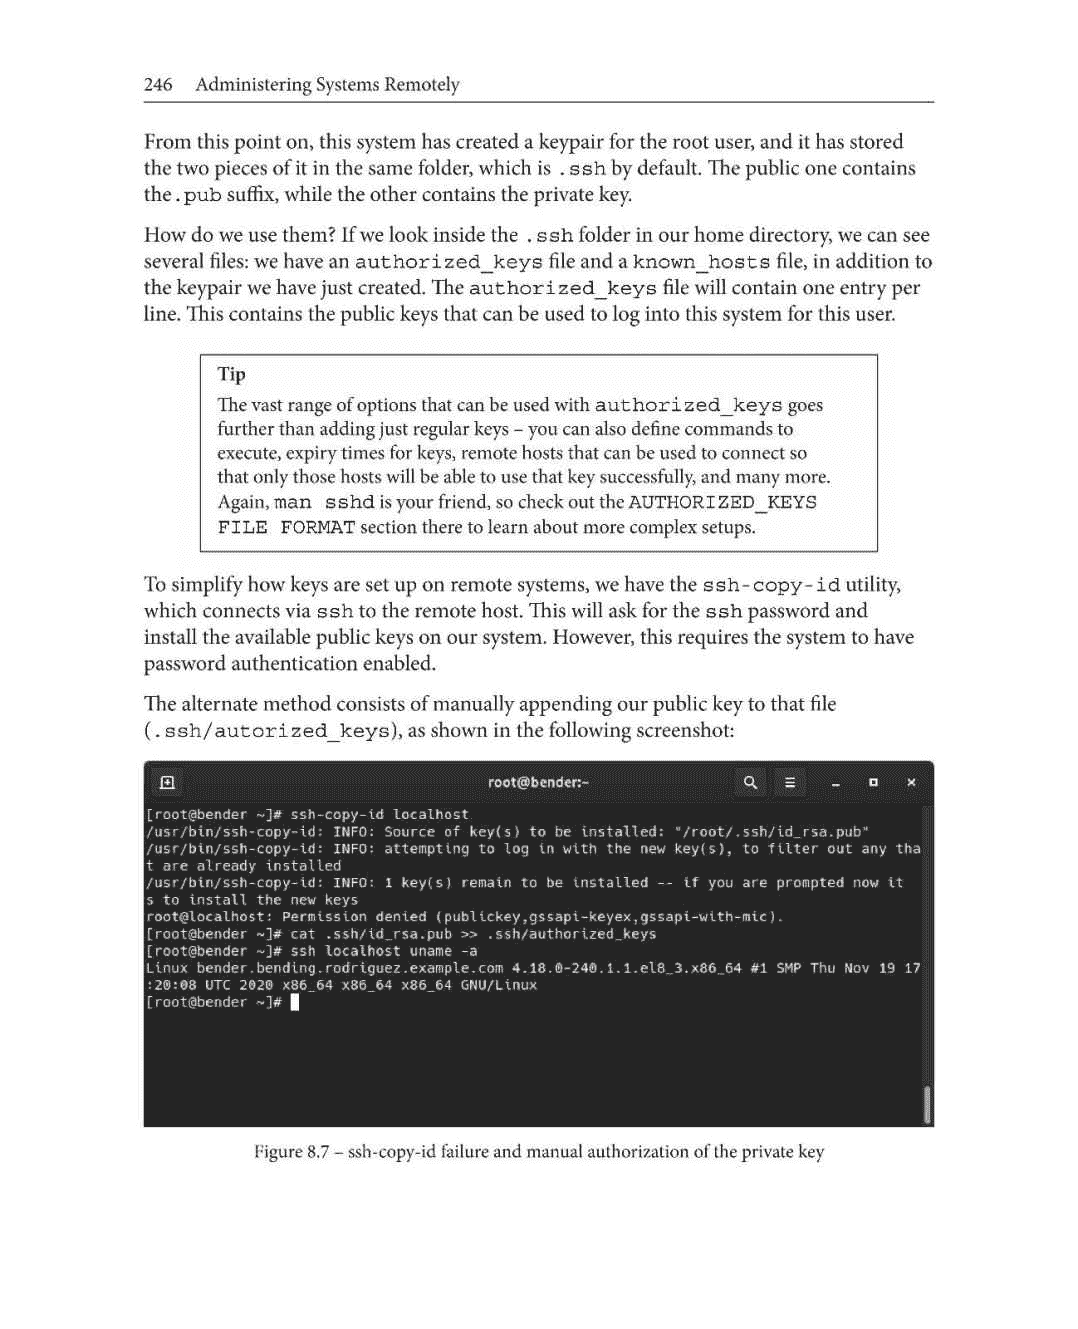 246 Administering Systems Remotely
From this point on, this system has created a keypair for the root user, and it has stored
the two pieces of it in the same folder, which is .ssh by default. The public one contains
the .pub suffix, while the other contains the private key.
How do we use them? If we look inside the .ssh folder in our home directory, we can see
several files: we have an authorized_keys file and a known_hosts file, in addition to
the keypair we have just created. The authorized_keys file will contain one entry per
line. This contains the public keys that can be used to log into this system for this user.
Tip
The vast range of options that can be used with authorized_keys goes
further than adding just regular keys – you can also define commands to
execute, expiry times for keys, remote hosts that can be used to connect so
that only those hosts will be able to use that key successfully, and many more.
Again, man sshd is your friend, so check out the AUTHORIZED_KEYS
FILE FORMAT section there to learn about more complex setups.
To simplify how keys are set up on remote systems, we have the ssh-copy-id utility,
which connects via ssh to the remote host. This will ask for the ssh password and
install the available public keys on our system. However, this requires the system to have
password authentication enabled.
The alternate method consists of manually appending our public key to that file
(.ssh/autorized_keys), as shown in the following screenshot:
root@bender:~
[root@bender ~]# ssh-copy-id localhost
/usr/bin/ssh-copy-id: INFO: Source of key(s) to be installed: "/root/.ssh/id_rsa.pub"
/usr/bin/ssh-copy-id: INFO: attempting to log in with the new key(s), to filter out any tha
t are already installed
/usr/bin/ssh-copy-id: INFO: 1 key(s) remain to be installed -- if you are prompted now it
s to install the new keys
root@localhost: Permission denied (publickey,gssapi-keyex,gssapi-with-mic).
[root@bender ~]# cat .ssh/id_rsa.pub >> .ssh/authorized_keys
[root@bender ~]# ssh localhost uname -a
Linux bender.bending.rodriguez.example.com 4.18.0-240.1.1.el8_3.x86_64 #1 SMP Thu Nov 19 17
:20:08 UTC 2020 x86_64 x86_64 x86_64 GNU/Linux
[root@bender ~]#
Figure 8.7 – ssh-copy-id failure and manual authorization of the private key